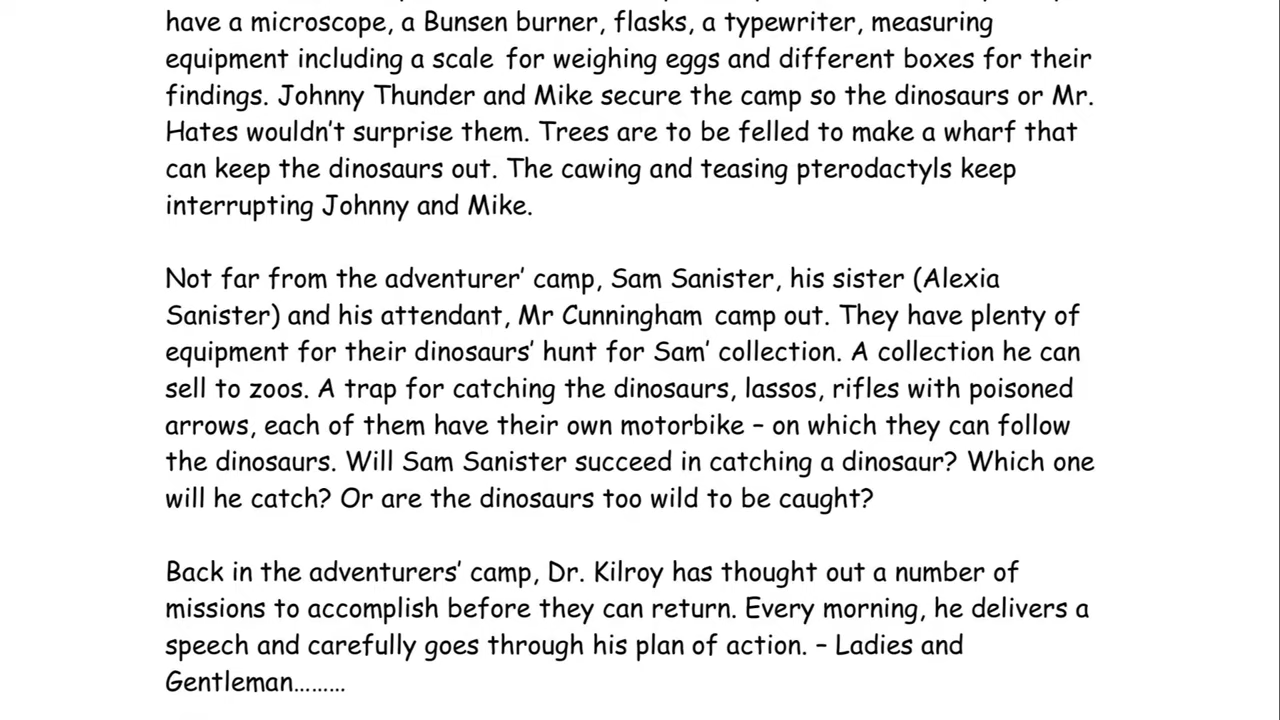 have a microscope, a Bunsen burner, flasks, a typewriter, measuring
equipment including a scale for weighing eggs and different boxes for their
findings. Johnny Thunder and Mike secure the camp so the dinosaurs or Mr.
Hates wouldn't surprise them. Trees are to be felled to make a wharf that
can keep the dinosaurs out. The cawing and teasing pterodactyls keep
interrupting Johnny and Mike.
Not far from the adventurer' camp, Sam Sanister, his sister (Alexia
Sanister) and his attendant, Mr Cunningham camp out. They have plenty of
equipment for their dinosaurs' hunt for Sam' collection. A collection he can
sell to zoos. A trap for catching the dinosaurs, lassos, rifles with poisoned
arrows, each of them have their own motorbike – on which they can follow
the dinosaurs. Will Sam Sanister succeed in catching a dinosaur? Which one
will he catch? Or are the dinosaurs too wild to be caught?
Back in the adventurers' camp, Dr. Kilroy has thought out a number of
missions to accomplish before they can return. Every morning, he delivers a
speech and carefully goes through his plan of action. – Ladies and
Gentleman.........